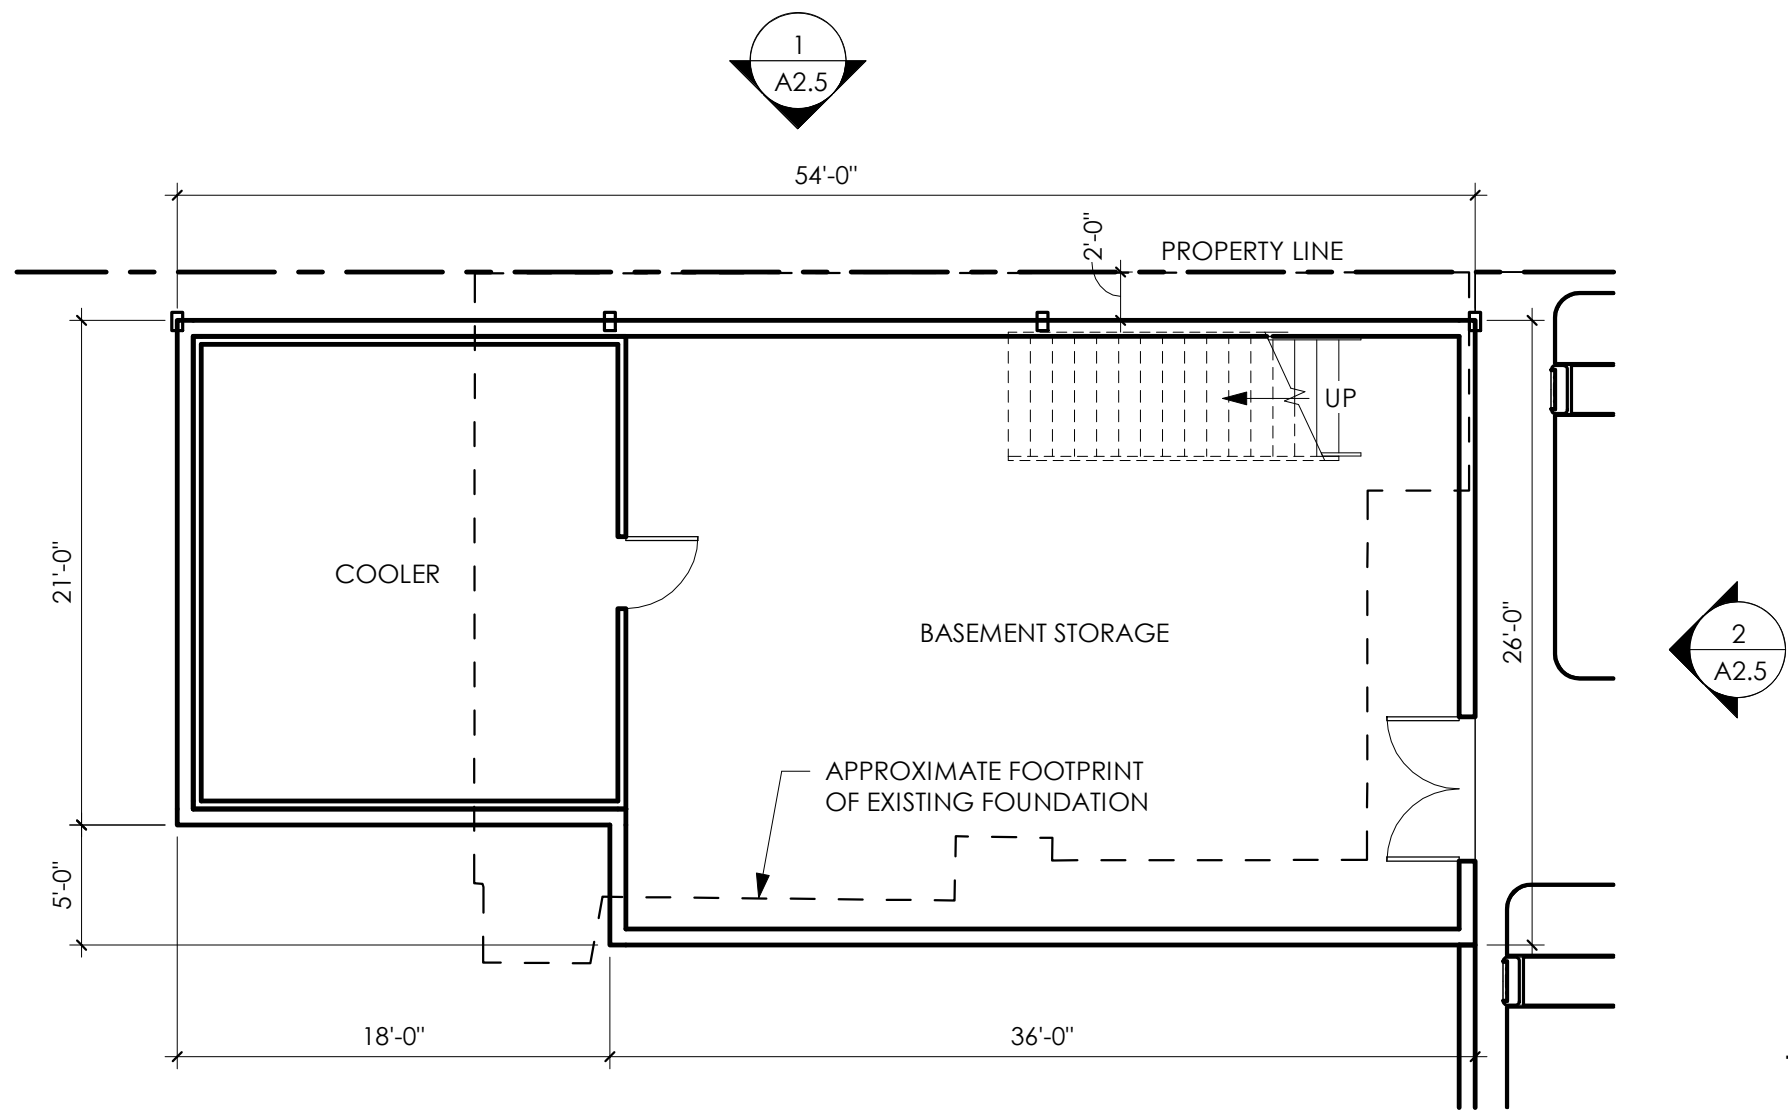 1
A2.5
54'-0"
2'-0"
PROPERTY LINE
UP
21'-0"
COOLER
BASEMENT STORAGE
26'-0"
2
A2.5
APPROXIMATE FOOTPRINT
OF EXISTING FOUNDATION
5'-0"
18'-0"
36'-0"